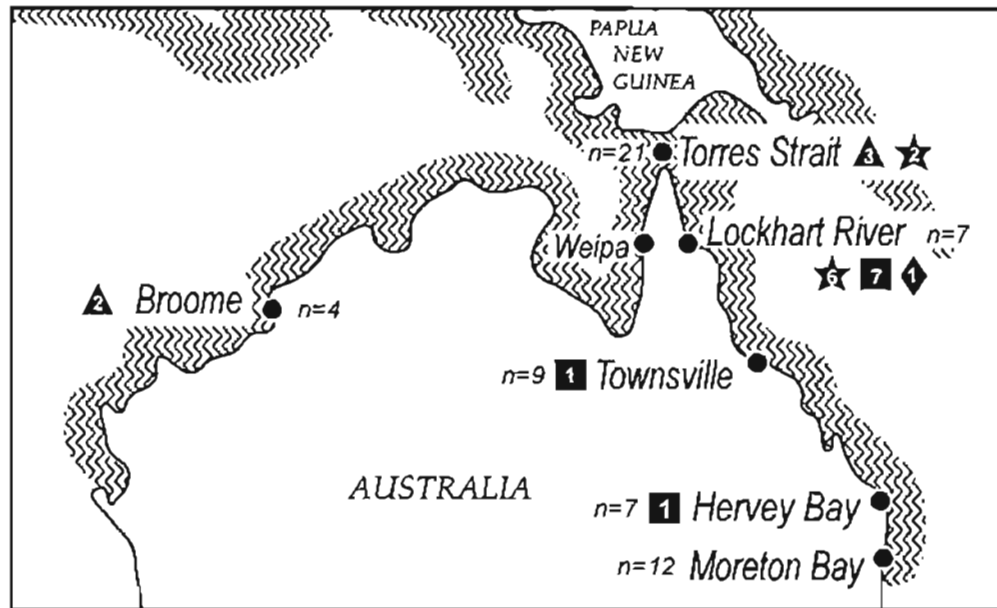 PAPUA
NEW
GUINEA
n=21 Torres Strait 3 2
Weipa Lockhart River n=7
6 7 1
2 Broome n=4
n=9 1 Townsville
AUSTRALIA
n=7 1 Hervey Bay
n=12 Moreton Bay